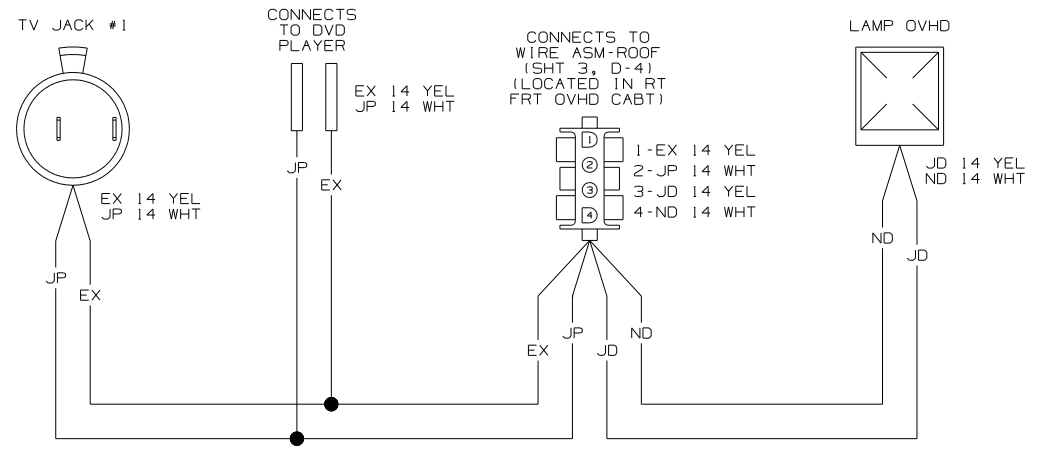 TV JACK #1
EX 14 YEL
JP 14 WHT
JP
EX
CONNECTS
TO DVD
PLAYER
EX 14 YEL
JP 14 WHT
JP
EX
CONNECTS TO
WIRE ASM-ROOF
(SHT 3, D-4)
(LOCATED IN RT
FRT OVHD CABT)
1
2
3
4
1-EX 14 YEL
2-JP 14 WHT
3-JD 14 YEL
4-ND 14 WHT
EX
JP
JD
ND
LAMP OVHD
JD 14 YEL
ND 14 WHT
ND
JD